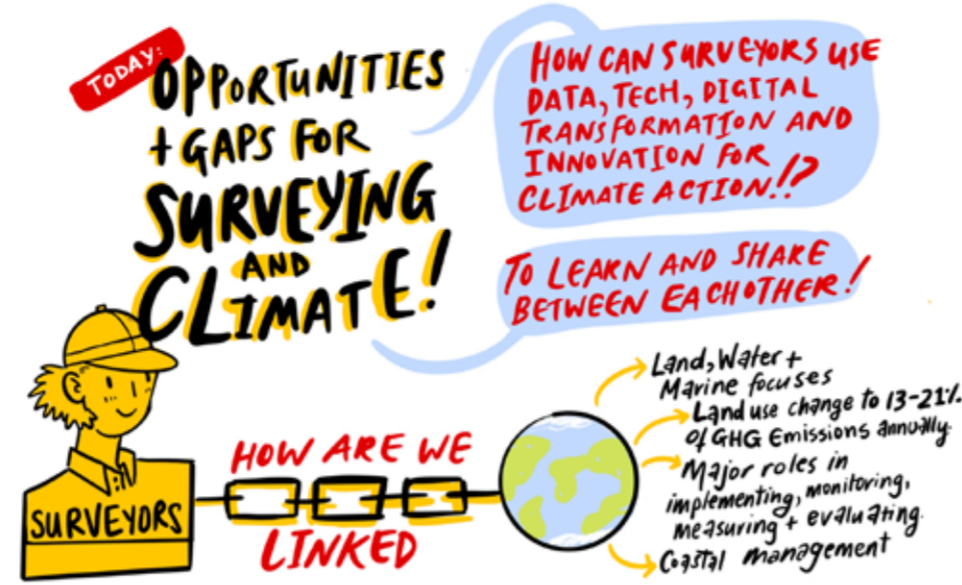 TODAY:
OPPORTUNITIES
+ GAPS FOR
SURVEYING
AND
CLIMATE!
HOW CAN SURVEYORS USE
DATA, TECH, DIGITAL
TRANSFORMATION AND
INNOVATION FOR
CLIMATE ACTION!?
TO LEARN AND SHARE
BETWEEN EACHOTHER!
SURVEYORS
HOW ARE WE
LINKED
Land, Water +
Marine focuses
Land use change to 13-21%
of GHG Emissions annually.
Major roles in
implementing, monitoring,
measuring + evaluating.
Coastal management